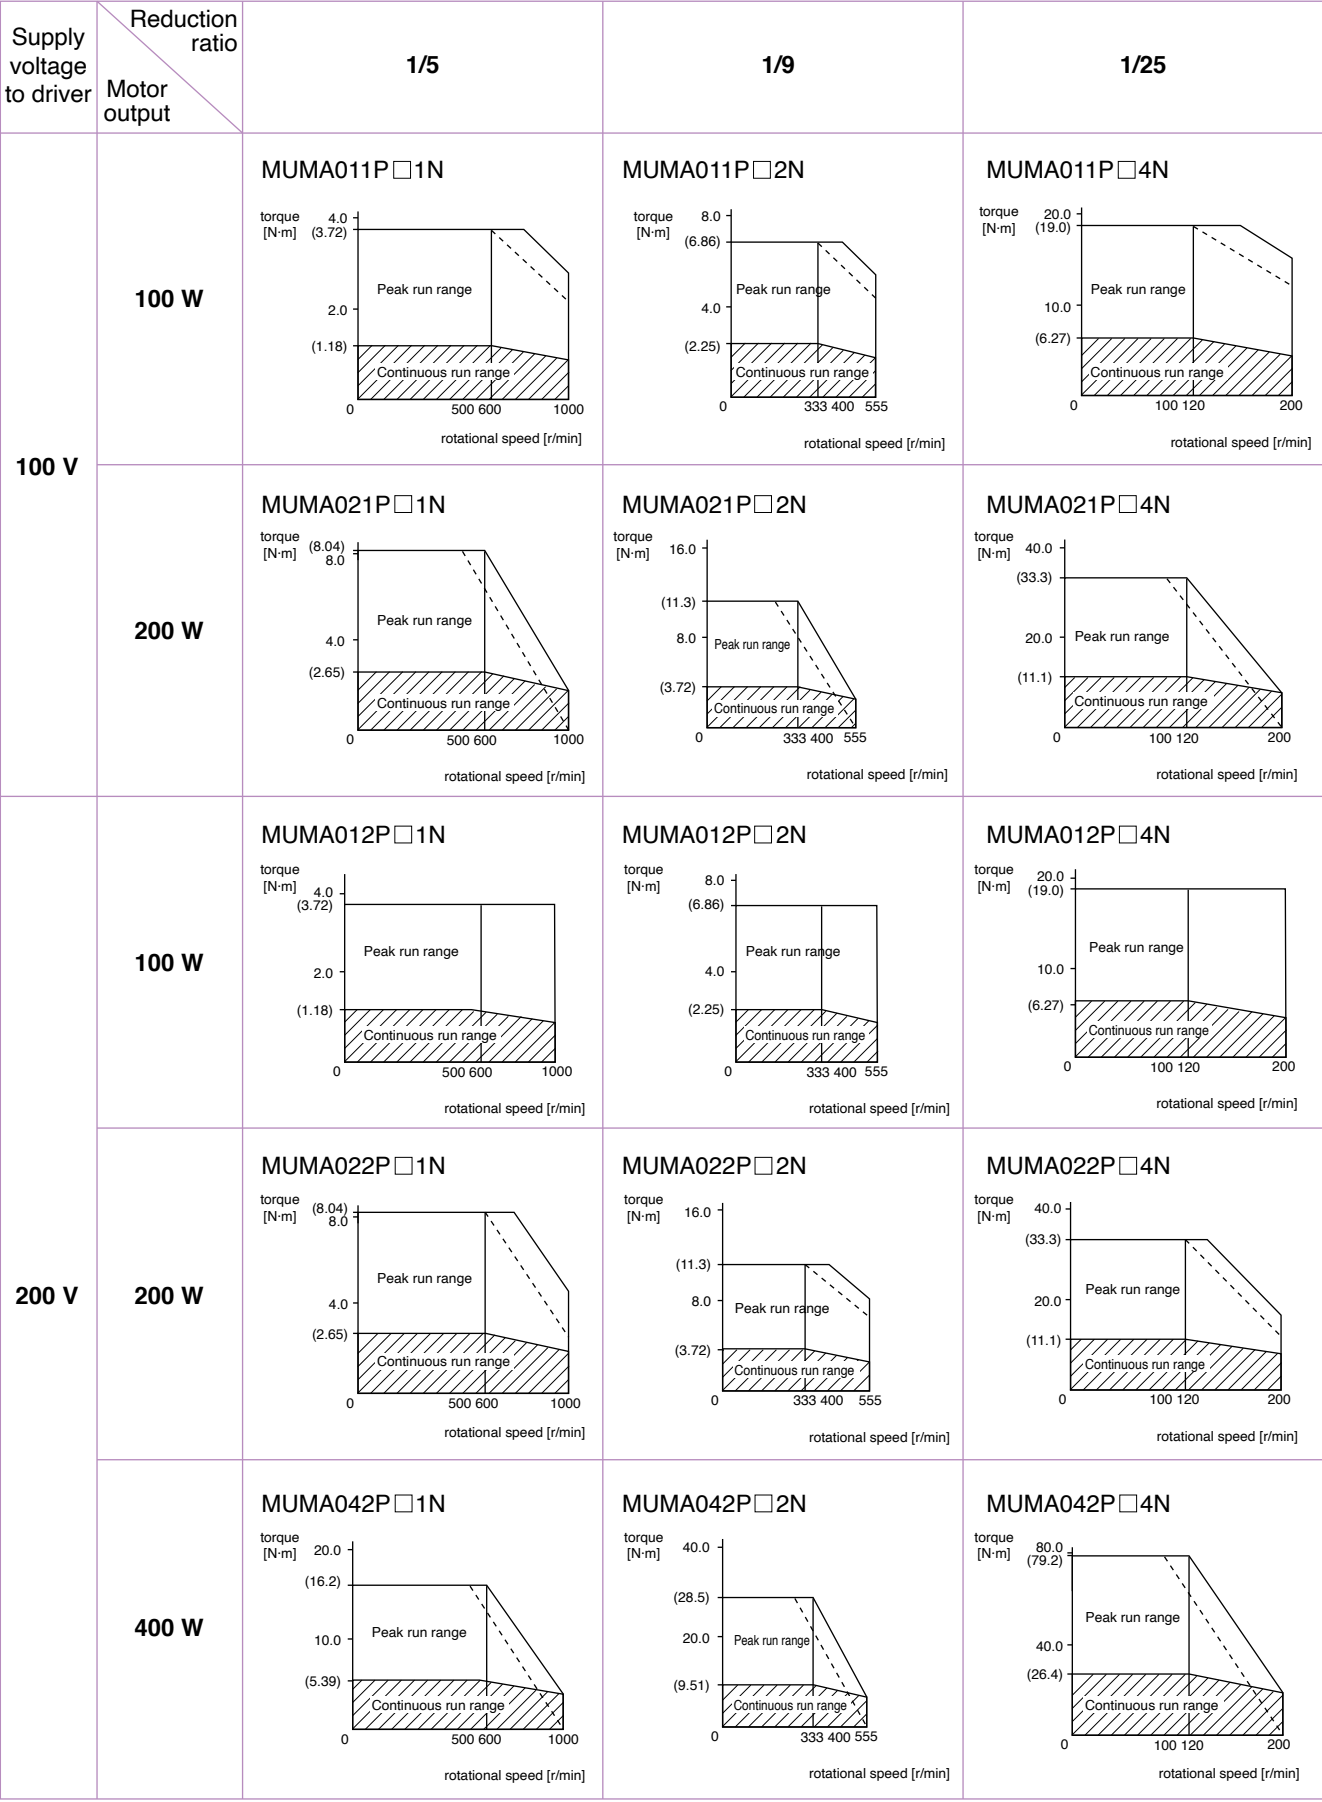 Supply
voltage
to driver
Reduction
ratio
Motor
output
1/5
1/9
1/25
100 V
100 W
MUMA011P□1N
torque
[N·m]
4.0
(3.72)
Peak run range
2.0
(1.18)
Continuous run range
0
500 600
1000
rotational speed [r/min]
MUMA011P□2N
torque
[N·m]
8.0
(6.86)
Peak run range
4.0
(2.25)
Continuous run range
0
333 400 555
rotational speed [r/min]
MUMA011P□4N
torque
[N·m]
20.0
(19.0)
Peak run range
10.0
(6.27)
Continuous run range
0
100 120
200
rotational speed [r/min]
200 W
MUMA021P□1N
torque
[N·m]
(8.04)
8.0
Peak run range
4.0
(2.65)
Continuous run range
0
500 600
1000
rotational speed [r/min]
MUMA021P□2N
torque
[N·m]
16.0
(11.3)
8.0
Peak run range
(3.72)
Continuous run range
0
333 400 555
rotational speed [r/min]
MUMA021P□4N
torque
[N·m]
40.0
(33.3)
20.0
Peak run range
(11.1)
Continuous run range
0
100 120
200
rotational speed [r/min]
200 V
100 W
MUMA012P□1N
torque
[N·m]
4.0
(3.72)
Peak run range
2.0
(1.18)
Continuous run range
0
500 600
1000
rotational speed [r/min]
MUMA012P□2N
torque
[N·m]
8.0
(6.86)
Peak run range
4.0
(2.25)
Continuous run range
0
333 400 555
rotational speed [r/min]
MUMA012P□4N
torque
[N·m]
20.0
(19.0)
Peak run range
10.0
(6.27)
Continuous run range
0
100 120
200
rotational speed [r/min]
200 W
MUMA022P□1N
torque
[N·m]
(8.04)
8.0
Peak run range
4.0
(2.65)
Continuous run range
0
500 600
1000
rotational speed [r/min]
MUMA022P□2N
torque
[N·m]
16.0
(11.3)
8.0
Peak run range
(3.72)
Continuous run range
0
333 400 555
rotational speed [r/min]
MUMA022P□4N
torque
[N·m]
40.0
(33.3)
Peak run range
20.0
(11.1)
Continuous run range
0
100 120
200
rotational speed [r/min]
400 W
MUMA042P□1N
torque
[N·m]
20.0
(16.2)
Peak run range
10.0
(5.39)
Continuous run range
0
500 600
1000
rotational speed [r/min]
MUMA042P□2N
torque
[N·m]
40.0
(28.5)
20.0
Peak run range
(9.51)
Continuous run range
0
333 400 555
rotational speed [r/min]
MUMA042P□4N
torque
[N·m]
80.0
(79.2)
Peak run range
40.0
(26.4)
Continuous run range
0
100 120
200
rotational speed [r/min]